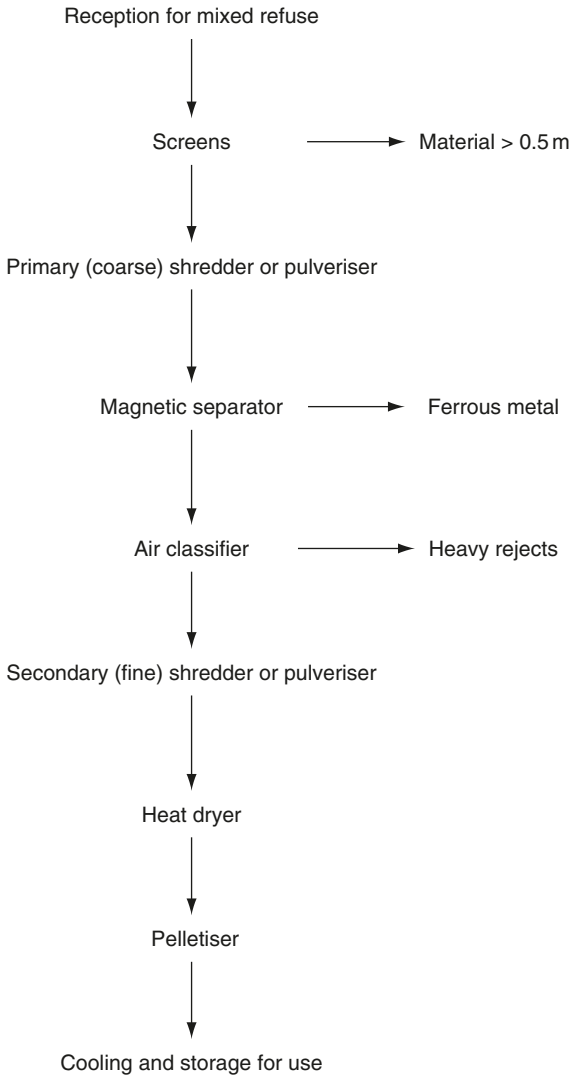 Reception for mixed refuse
Screens
Material > 0.5 m
Primary (coarse) shredder or pulveriser
Magnetic separator
Ferrous metal
Air classifier
Heavy rejects
Secondary (fine) shredder or pulveriser
Heat dryer
Pelletiser
Cooling and storage for use